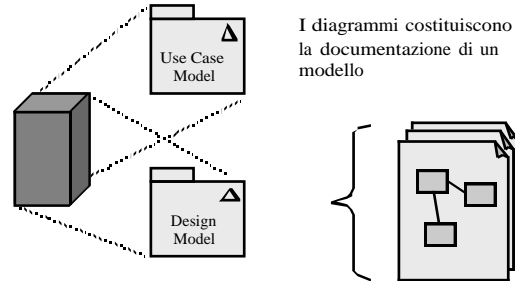 Use Case
Model
I diagrammi costituiscono
la documentazione di un
modello
Design
Model